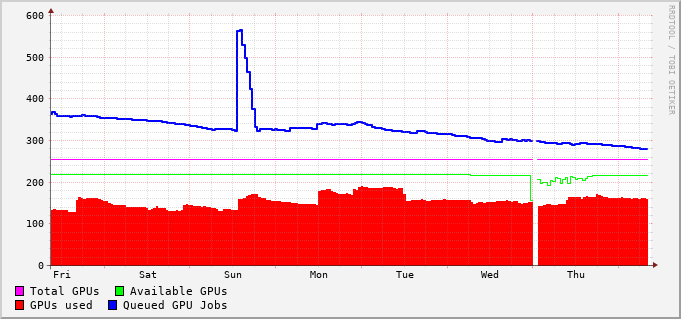 600
500
400
300
200
100
0
Fri Sat Sun Mon Tue Wed Thu
Total GPUs Available GPUs
GPUs used Queued GPU Jobs
RRDTOOL / TOBI OETIKER